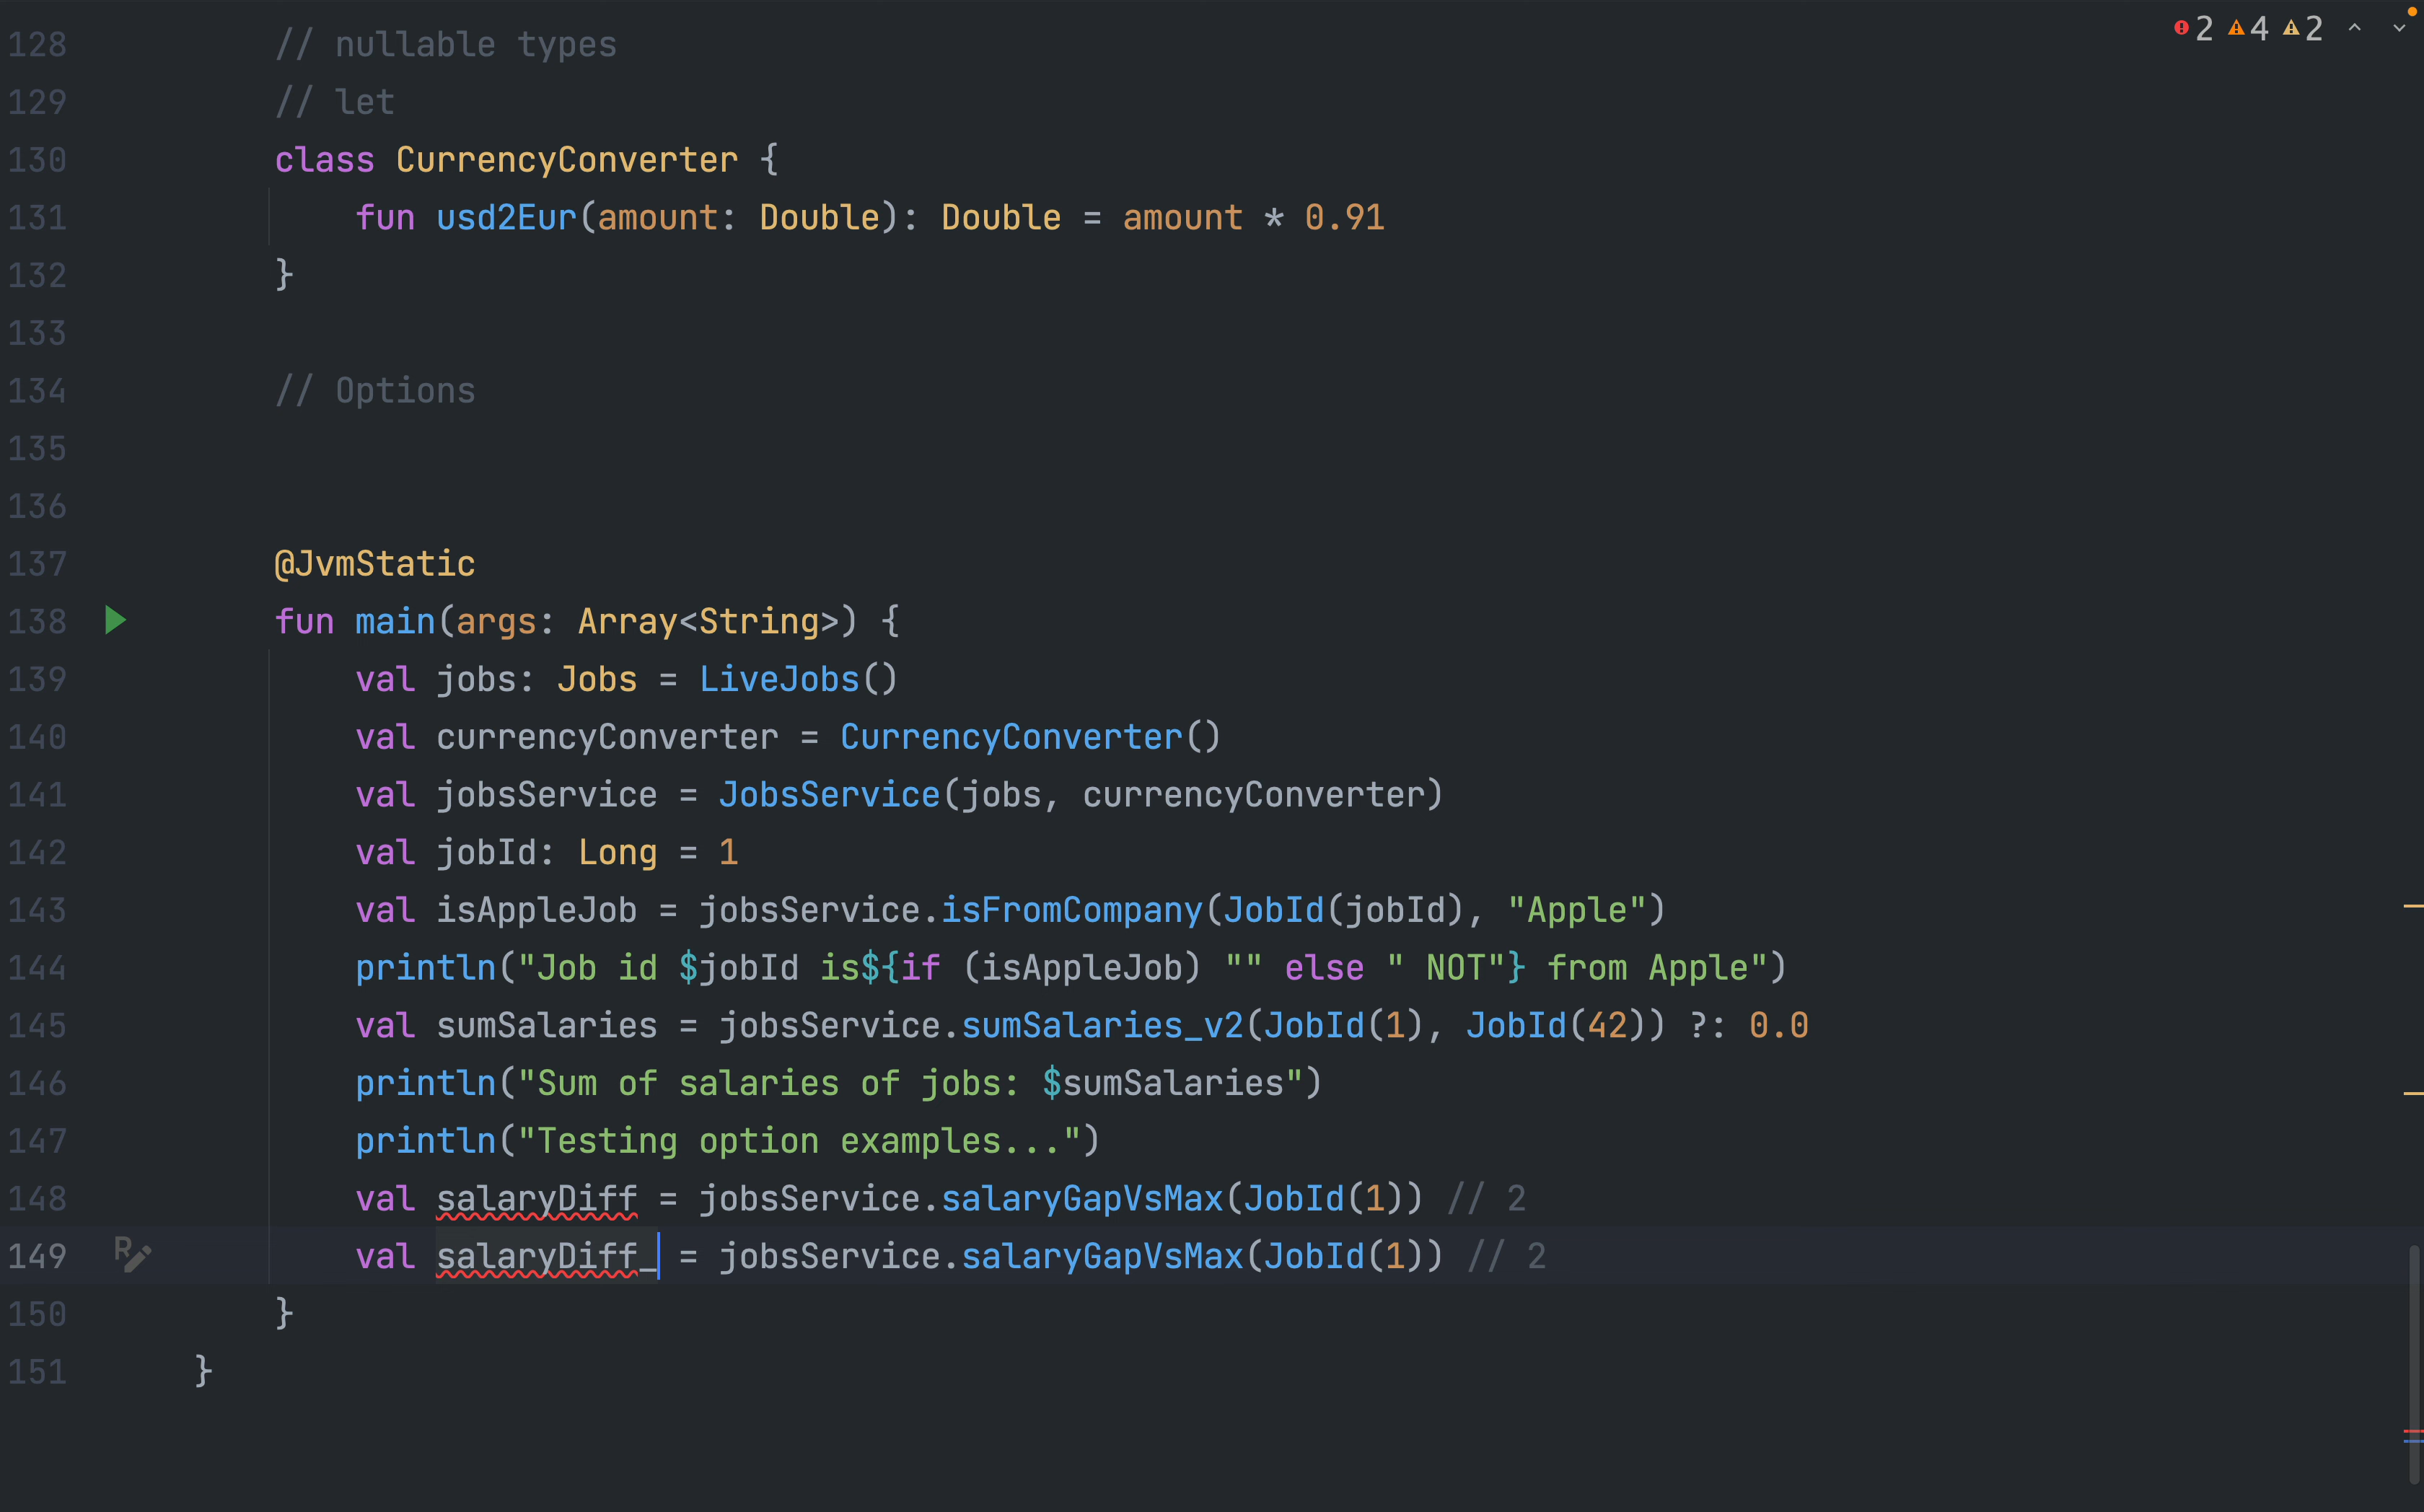 2 4 2
128 // nullable types
129 // let
130 class CurrencyConverter {
131 fun usd2Eur(amount: Double): Double = amount * 0.91
132 }
133
134 // Options
135
136
137 @JvmStatic
138 fun main(args: Array<String>) {
139 val jobs: Jobs = LiveJobs()
140 val currencyConverter = CurrencyConverter()
141 val jobsService = JobsService(jobs, currencyConverter)
142 val jobId: Long = 1
143 val isAppleJob = jobsService.isFromCompany(JobId(jobId), "Apple")
144 println("Job id $jobId is${if (isAppleJob) "" else " NOT"} from Apple")
145 val sumSalaries = jobsService.sumSalaries_v2(JobId(1), JobId(42)) ?: 0.0
146 println("Sum of salaries of jobs: $sumSalaries")
147 println("Testing option examples...")
148 val salaryDiff = jobsService.salaryGapVsMax(JobId(1)) // 2
149 val salaryDiff_ = jobsService.salaryGapVsMax(JobId(1)) // 2
150 }
151 }